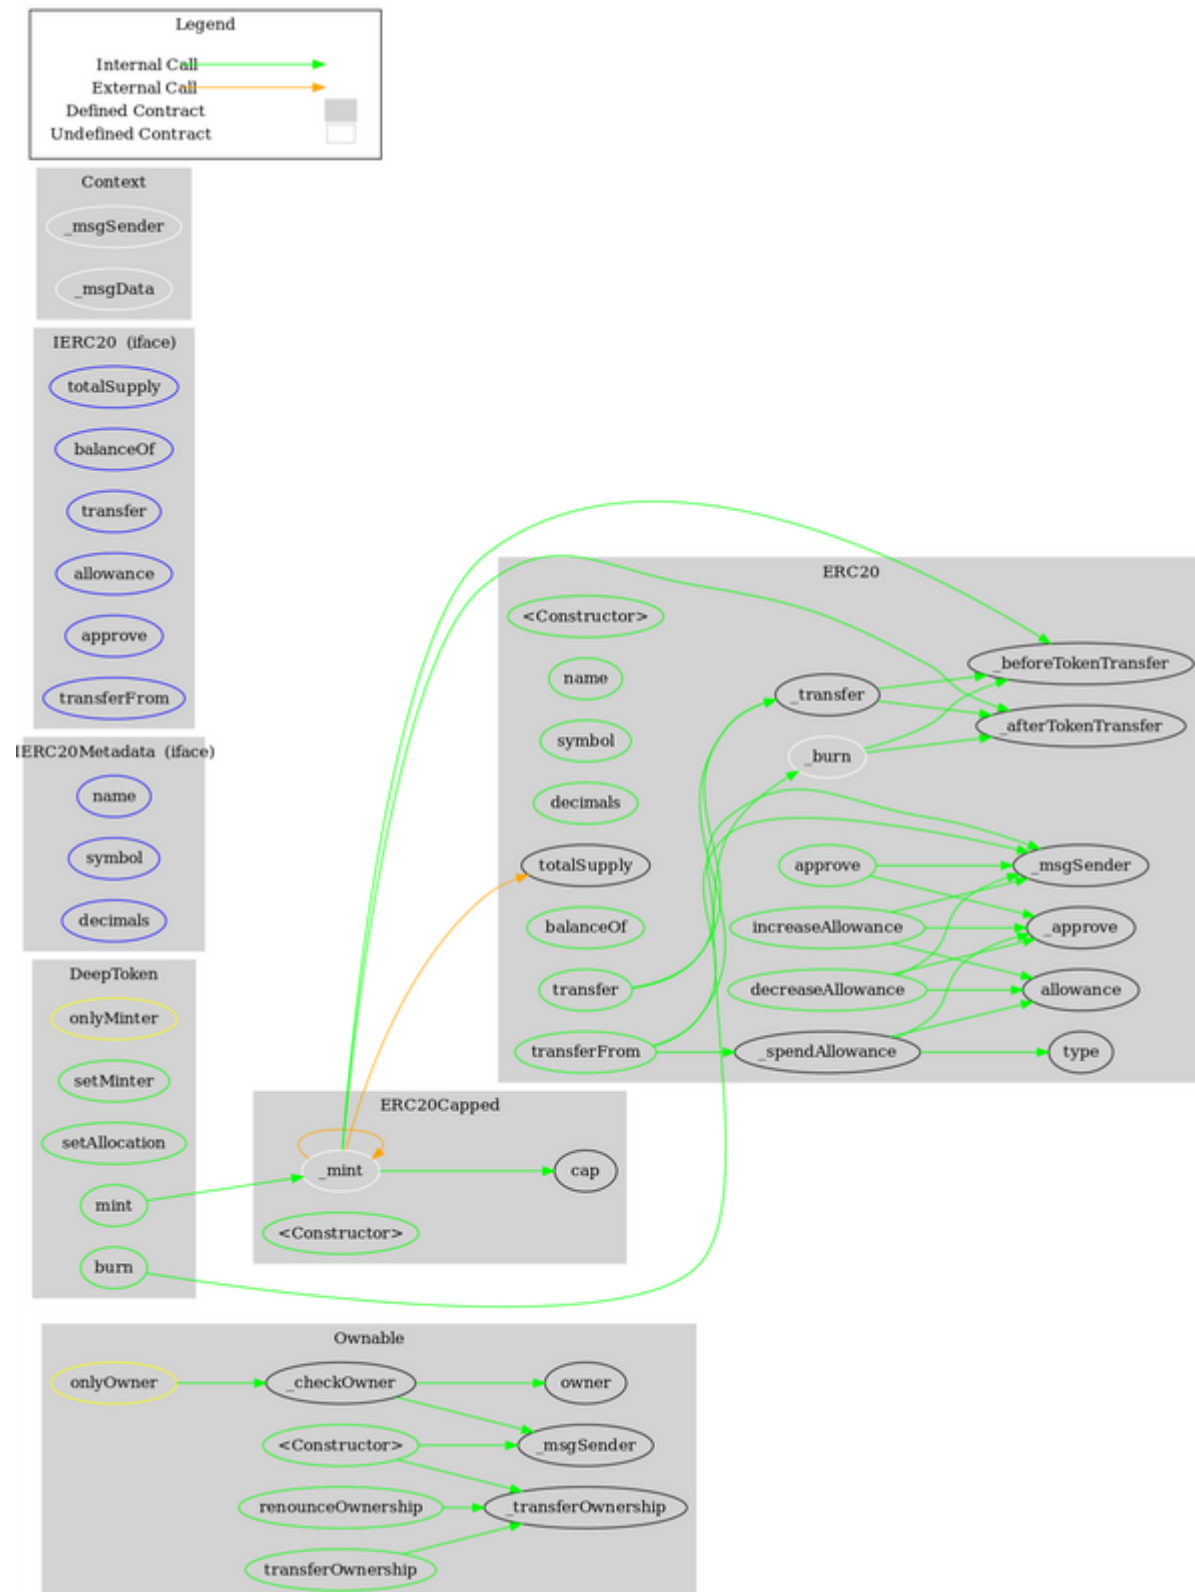 Legend
Internal Call
External Call
Defined Contract
Undefined Contract
Context
_msgSender
_msgData
IERC20 (iface)
totalSupply
balanceOf
transfer
allowance
approve
transferFrom
IERC20Metadata (iface)
name
symbol
decimals
DeepToken
onlyMinter
setMinter
setAllocation
mint
burn
ERC20Capped
_mint
cap
<Constructor>
ERC20
<Constructor>
name
symbol
decimals
totalSupply
balanceOf
transfer
transferFrom
_transfer
_burn
approve
increaseAllowance
decreaseAllowance
_spendAllowance
_beforeTokenTransfer
_afterTokenTransfer
_msgSender
_approve
allowance
type
Ownable
onlyOwner
_checkOwner
owner
<Constructor>
_msgSender
renounceOwnership
_transferOwnership
transferOwnership